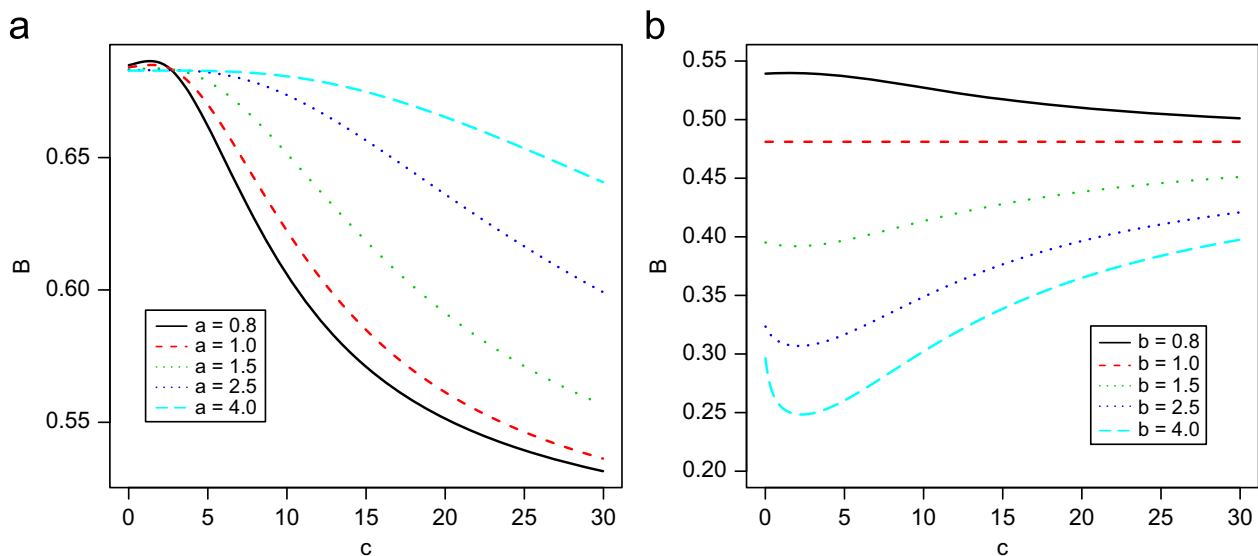 a
B
0.65
0.60
0.55
0 5 10 15 20 25 30
c
a = 0.8
a = 1.0
a = 1.5
a = 2.5
a = 4.0
b
B
0.55
0.50
0.45
0.40
0.35
0.30
0.25
0.20
0 5 10 15 20 25 30
c
b = 0.8
b = 1.0
b = 1.5
b = 2.5
b = 4.0